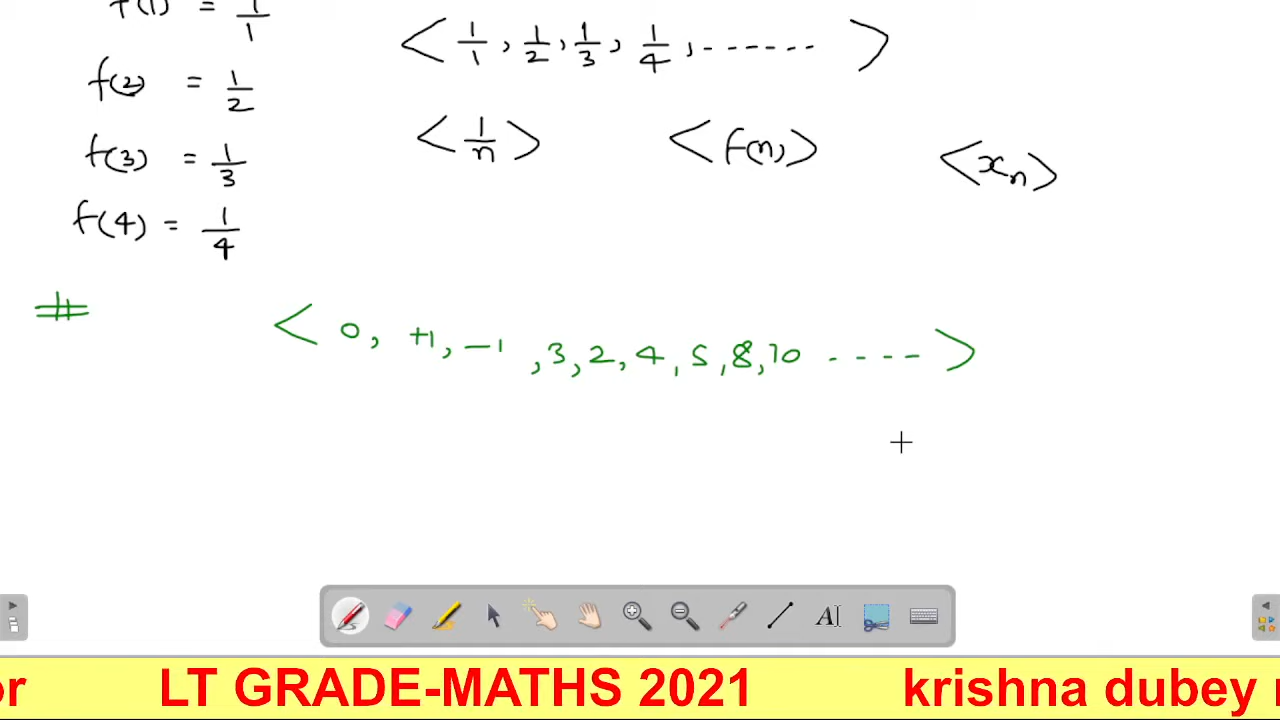 f(1) = 1/1
< 1/1, 1/2, 1/3, 1/4, ....... >
f(2) = 1/2
< 1/n > < f(n) > < xn >
f(3) = 1/3
f(4) = 1/4
# < 0, +1, -1, 3, 2, 4, 5, 8, 10 ---- >
A
or LT GRADE-MATHS 2021 krishna dubey